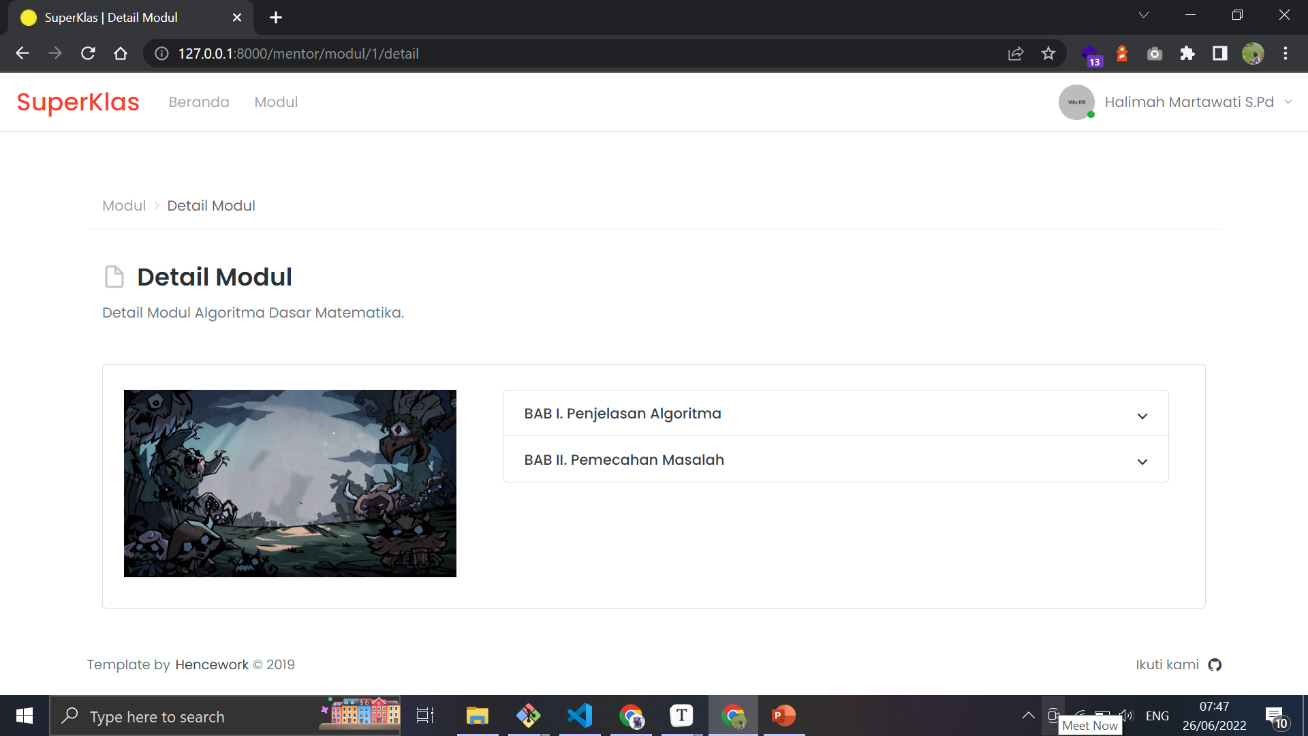 SuperKlas | Detail Modul
127.0.0.1:8000/mentor/modul/1/detail
13
SuperKlas
Beranda
Modul
100x100
Halimah Martawati S.Pd
Modul
Detail Modul
Detail Modul
Detail Modul Algoritma Dasar Matematika.
BAB I. Penjelasan Algoritma
BAB II. Pemecahan Masalah
Template by Hencework © 2019
Ikuti kami
Type here to search
T
P
ENG
07:47
26/06/2022
10
Meet Now